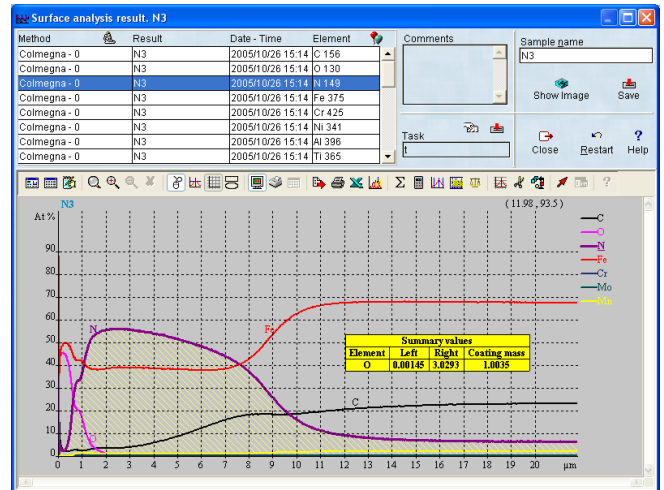 Surface analysis result. N3
Method Result Date - Time Element
Colmegna - 0 N3 2005/10/26 15:14 C 156
Colmegna - 0 N3 2005/10/26 15:14 O 130
Colmegna - 0 N3 2005/10/26 15:14 N 149
Colmegna - 0 N3 2005/10/26 15:14 Fe 375
Colmegna - 0 N3 2005/10/26 15:14 Cr 425
Colmegna - 0 N3 2005/10/26 15:14 Ni 341
Colmegna - 0 N3 2005/10/26 15:14 Al 396
Colmegna - 0 N3 2005/10/26 15:14 Ti 365
Comments
Task
t
Sample name
N3
Show Image Save
Close Restart Help
N3
(11.98 , 93.5)
At %
90
80
70
60
50
40
30
20
10
0
N
Fe
C
O
C
O
N
Fe
Cr
Mo
Mn
Summary values
Element Left Right Coating mass
O 0.00145 3.0293 1.0035
0 1 2 3 4 5 6 7 8 9 10 11 12 13 14 15 16 17 18 19 20 µm